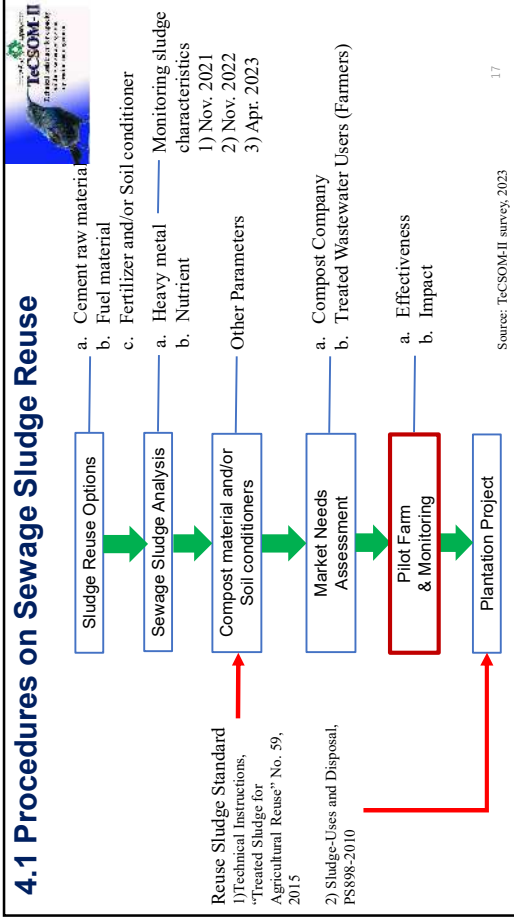 4.1 Procedures on Sewage Sludge Reuse
TeCSOM-II
Sludge Reuse Options
a. Cement raw material
b. Fuel material
c. Fertilizer and/or Soil conditioner
Sewage Sludge Analysis
a. Heavy metal
b. Nutrient
Monitoring sludge
characteristics
1) Nov. 2021
2) Nov. 2022
3) Apr. 2023
Compost material and/or
Soil conditioners
Other Parameters
Reuse Sludge Standard
1)Technical Instructions,
“Treated Sludge for
Agricultural Reuse” No. 59,
2015
2) Sludge-Uses and Disposal,
PS898-2010
Market Needs
Assessment
a. Compost Company
b. Treated Wastewater Users (Farmers)
Pilot Farm
& Monitoring
a. Effectiveness
b. Impact
Plantation Project
Source: TeCSOM-II survey, 2023
17